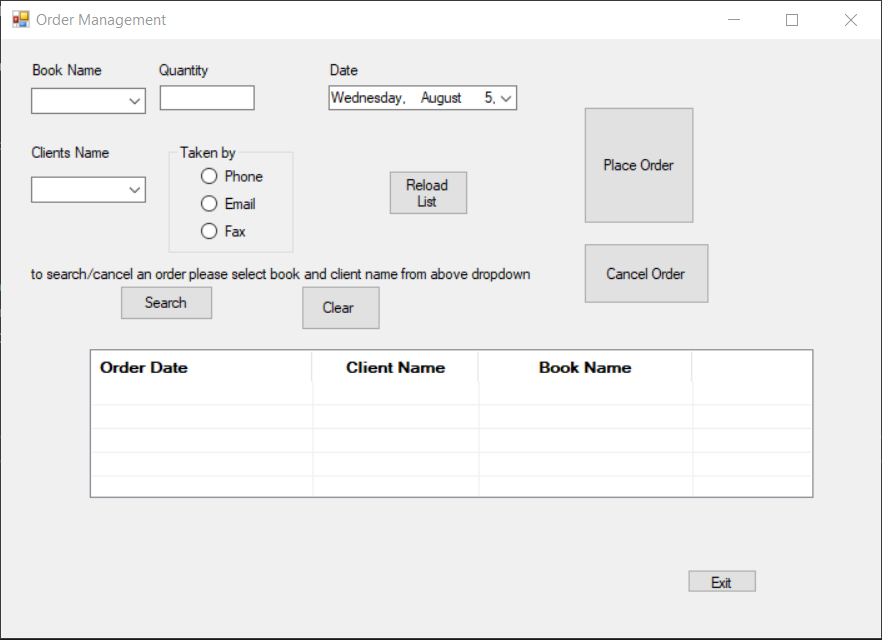 Order Management
Book Name
Quantity
Date
Wednesday, August 5,
Clients Name
Taken by
Phone
Email
Fax
Reload
List
Place Order
to search/cancel an order please select book and client name from above dropdown
Cancel Order
Search
Clear
Order Date Client Name Book Name
Exit